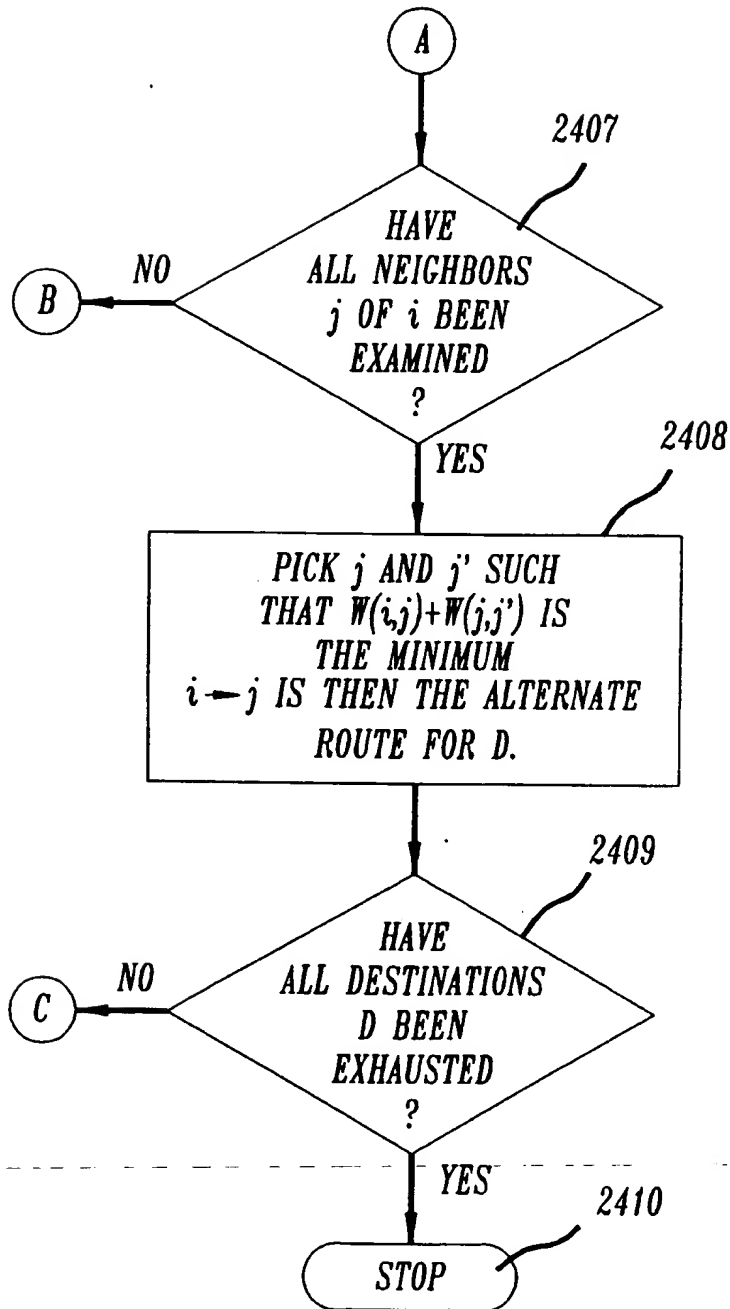 A
2407
HAVE
ALL NEIGHBORS
j OF i BEEN
EXAMINED
?
NO
B
YES
2408
PICK j AND j' SUCH
THAT W(i,j)+W(j,j') IS
THE MINIMUM
i→j IS THEN THE ALTERNATE
ROUTE FOR D.
2409
HAVE
ALL DESTINATIONS
D BEEN
EXHAUSTED
?
NO
C
YES
2410
STOP